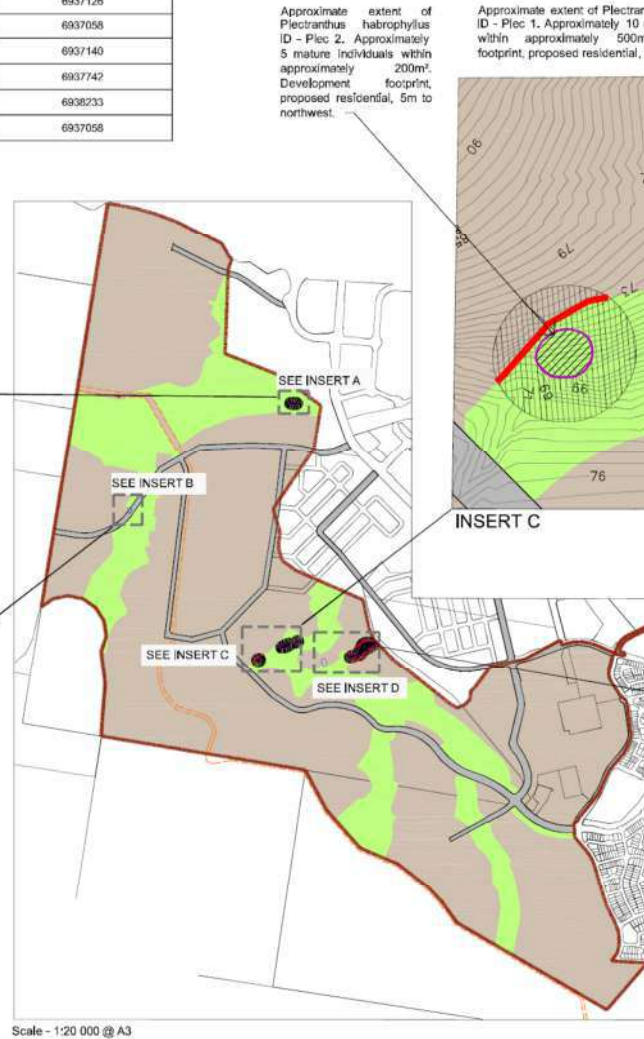 6937126
6937058
6937140
6937742
6938233
6937058
Approximate extent of
Plectranthus habrophyllus
ID - Plec 2. Approximately
5 mature individuals within
approximately 200m².
Development footprint,
proposed residential, 5m to
northwest.
Approximate extent of Plectran
ID - Plec 1. Approximately 10
within approximately 500m
footprint, proposed residential,
90
79
73
71
69
66
76
INSERT C
SEE INSERT A
SEE INSERT B
SEE INSERT C
SEE INSERT D
Scale - 1:20 000 @ A3